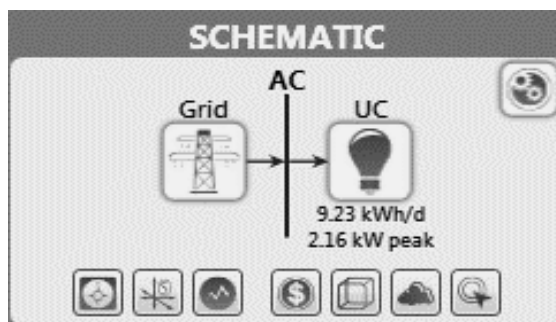 SCHEMATIC
AC
Grid
UC
9.23 kWh/d
2.16 kW peak